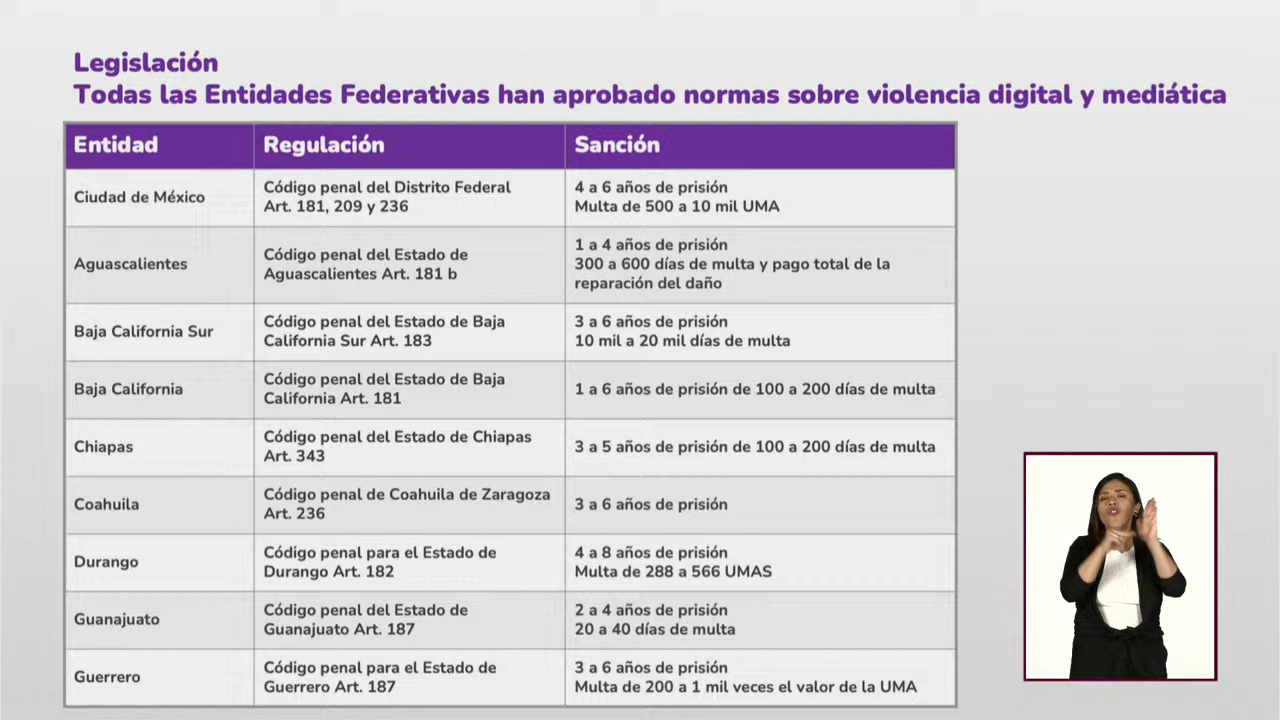 Legislación
Todas las Entidades Federativas han aprobado normas sobre violencia digital y mediática
Entidad
Regulación
Sanción
Ciudad de México
Código penal del Distrito Federal
Art. 181, 209 y 236
4 a 6 años de prisión
Multa de 500 a 10 mil UMA
Aguascalientes
Código penal del Estado de
Aguascalientes Art. 181 b
1 a 4 años de prisión
300 a 600 días de multa y pago total de la
reparación del daño
Baja California Sur
Código penal del Estado de Baja
California Sur Art. 183
3 a 6 años de prisión
10 mil a 20 mil días de multa
Baja California
Código penal del Estado de Baja
California Art. 181
1 a 6 años de prisión de 100 a 200 días de multa
Chiapas
Código penal del Estado de Chiapas
Art. 343
3 a 5 años de prisión de 100 a 200 días de multa
Coahuila
Código penal de Coahuila de Zaragoza
Art. 236
3 a 6 años de prisión
Durango
Código penal para el Estado de
Durango Art. 182
4 a 8 años de prisión
Multa de 288 a 566 UMAS
Guanajuato
Código penal del Estado de
Guanajuato Art. 187
2 a 4 años de prisión
20 a 40 días de multa
Guerrero
Código penal para el Estado de
Guerrero Art. 187
3 a 6 años de prisión
Multa de 200 a 1 mil veces el valor de la UMA